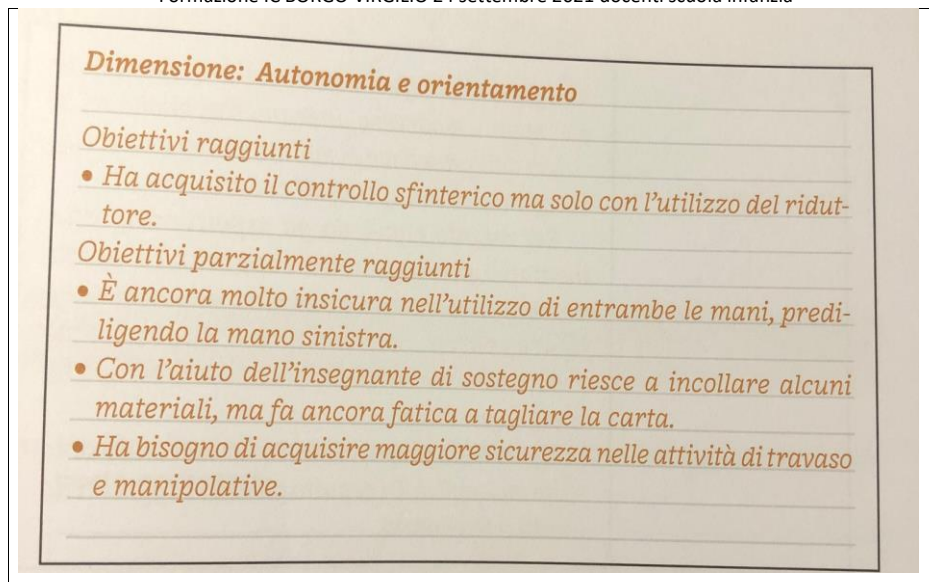 Formazione IC BORGO VIRGILIO 24 settembre 2021 docenti scuola infanzia
Dimensione: Autonomia e orientamento
Obiettivi raggiunti
• Ha acquisito il controllo sfinterico ma solo con l'utilizzo del ridut-
tore.
Obiettivi parzialmente raggiunti
• È ancora molto insicura nell'utilizzo di entrambe le mani, predi-
ligendo la mano sinistra.
• Con l'aiuto dell'insegnante di sostegno riesce a incollare alcuni
materiali, ma fa ancora fatica a tagliare la carta.
• Ha bisogno di acquisire maggiore sicurezza nelle attività di travaso
e manipolative.